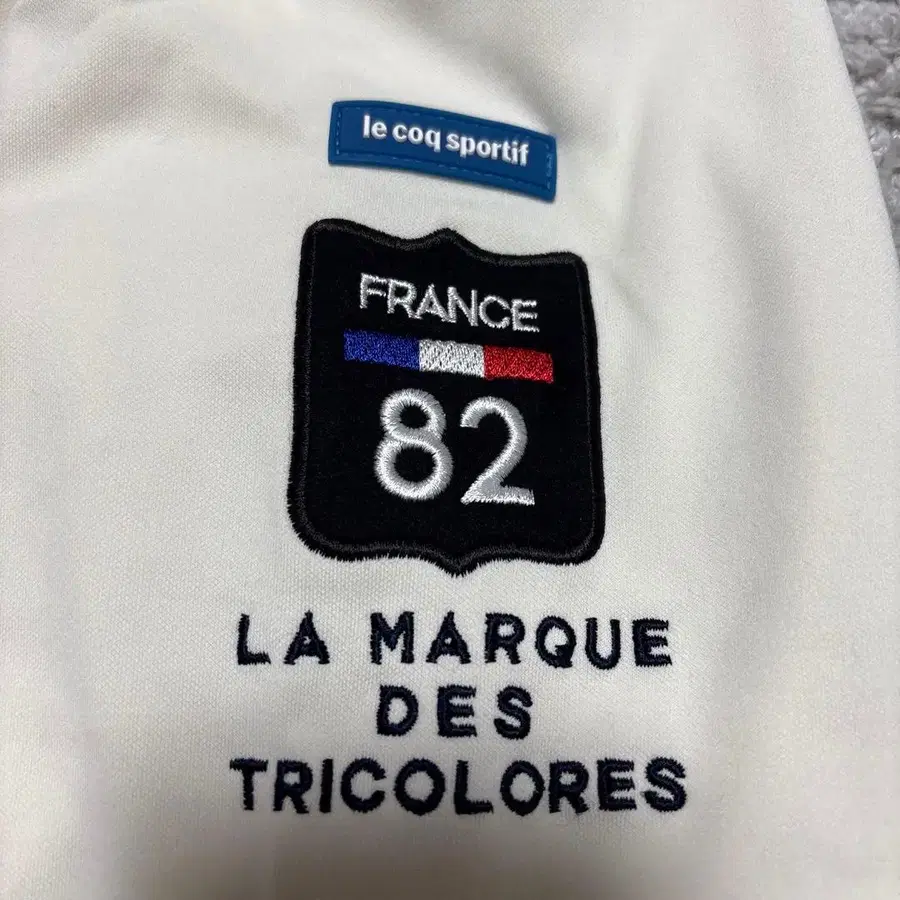 le coq sportif
FRANCE
82
LA MARQUE
DES
TRICOLORES